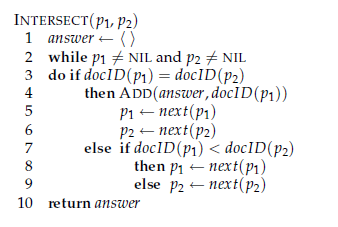 INTERSECT(p1, p2)
1 answer ← ⟨ ⟩
2 while p1 ≠ NIL and p2 ≠ NIL
3 do if docID(p1) = docID(p2)
4 then ADD(answer, docID(p1))
5 p1 ← next(p1)
6 p2 ← next(p2)
7 else if docID(p1) < docID(p2)
8 then p1 ← next(p1)
9 else p2 ← next(p2)
10 return answer